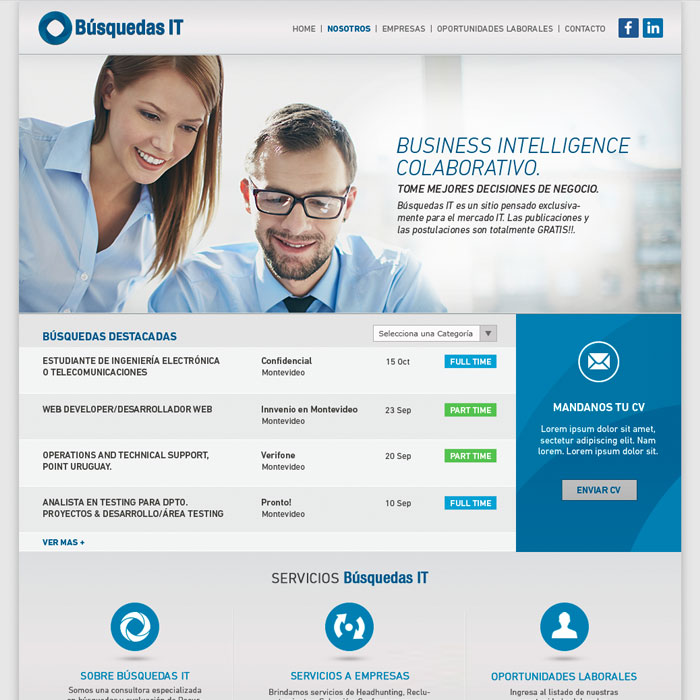 Búsquedas IT
HOME | NOSOTROS | EMPRESAS | OPORTUNIDADES LABORALES | CONTACTO
f in
BUSINESS INTELLIGENCE
COLABORATIVO.
TOME MEJORES DECISIONES DE NEGOCIO.
Búsquedas IT es un sitio pensado exclusiva-
mente para el mercado IT. Las publicaciones y
las postulaciones son totalmente GRATIS!!.
BÚSQUEDAS DESTACADAS
Selecciona una Categoría
ESTUDIANTE DE INGENIERÍA ELECTRÓNICA
O TELECOMUNICACIONES
Confidencial
Montevideo
15 Oct
FULL TIME
WEB DEVELOPER/DESARROLLADOR WEB
Innvenio en Montevideo
Montevideo
23 Sep
PART TIME
OPERATIONS AND TECHNICAL SUPPORT,
POINT URUGUAY.
Verifone
Montevideo
20 Sep
PART TIME
ANALISTA EN TESTING PARA DPTO.
PROYECTOS & DESARROLLO/ÁREA TESTING
Pronto!
Montevideo
10 Sep
FULL TIME
VER MAS +
MANDANOS TU CV
Lorem ipsum dolor sit amet,
sectetur adipiscing elit. Nam
lorem. Lorem ipsum dolor sit.
ENVIAR CV
SERVICIOS Búsquedas IT
SOBRE BÚSQUEDAS IT
Somos una consultora especializada
SERVICIOS A EMPRESAS
Brindamos servicios de Headhunting, Reclu-
OPORTUNIDADES LABORALES
Ingresa al listado de nuestras